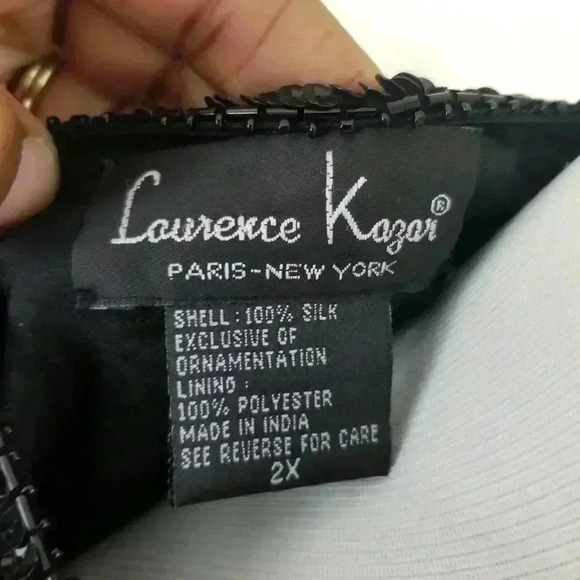 Laurence Kazar®
PARIS-NEW YORK
SHELL : 100% SILK
EXCLUSIVE OF
ORNAMENTATION
LINING :
100% POLYESTER
MADE IN INDIA
SEE REVERSE FOR CARE
2X